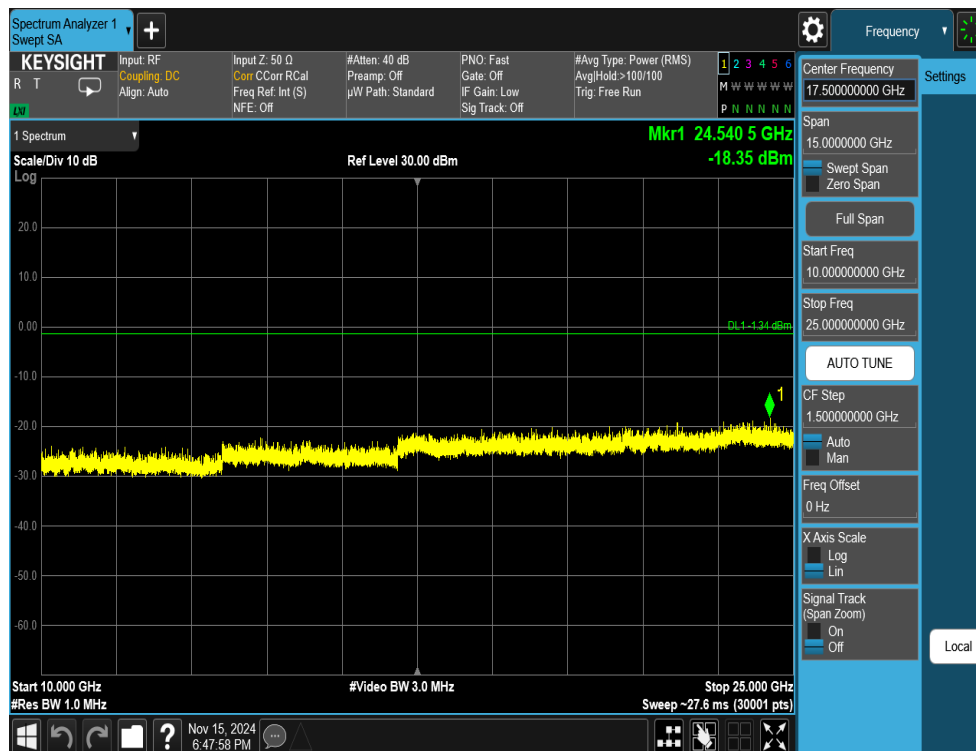 Spectrum Analyzer 1
Swept SA
Frequency
KEYSIGHT
R T
LXI
Input: RF
Coupling: DC
Align: Auto
Input Z: 50 Ω
Corr CCorr RCal
Freq Ref: Int (S)
NFE: Off
#Atten: 40 dB
Preamp: Off
µW Path: Standard
PNO: Fast
Gate: Off
IF Gain: Low
Sig Track: Off
#Avg Type: Power (RMS)
Avg|Hold:>100/100
Trig: Free Run
1 2 3 4 5 6
M W W W W W
P N N N N N
1 Spectrum
Mkr1 24.540 5 GHz
-18.35 dBm
Scale/Div 10 dB
Ref Level 30.00 dBm
Log
20.0
10.0
0.00
-10.0
-20.0
-30.0
-40.0
-50.0
-60.0
DL1 -1.34 dBm
1
Start 10.000 GHz
#Video BW 3.0 MHz
Stop 25.000 GHz
#Res BW 1.0 MHz
Sweep ~27.6 ms (30001 pts)
Center Frequency
17.500000000 GHz
Settings
Span
15.0000000 GHz
Swept Span
Zero Span
Full Span
Start Freq
10.000000000 GHz
Stop Freq
25.000000000 GHz
AUTO TUNE
CF Step
1.500000000 GHz
Auto
Man
Freq Offset
0 Hz
X Axis Scale
Log
Lin
Signal Track
(Span Zoom)
On
Off
Local
?
Nov 15, 2024
6:47:58 PM